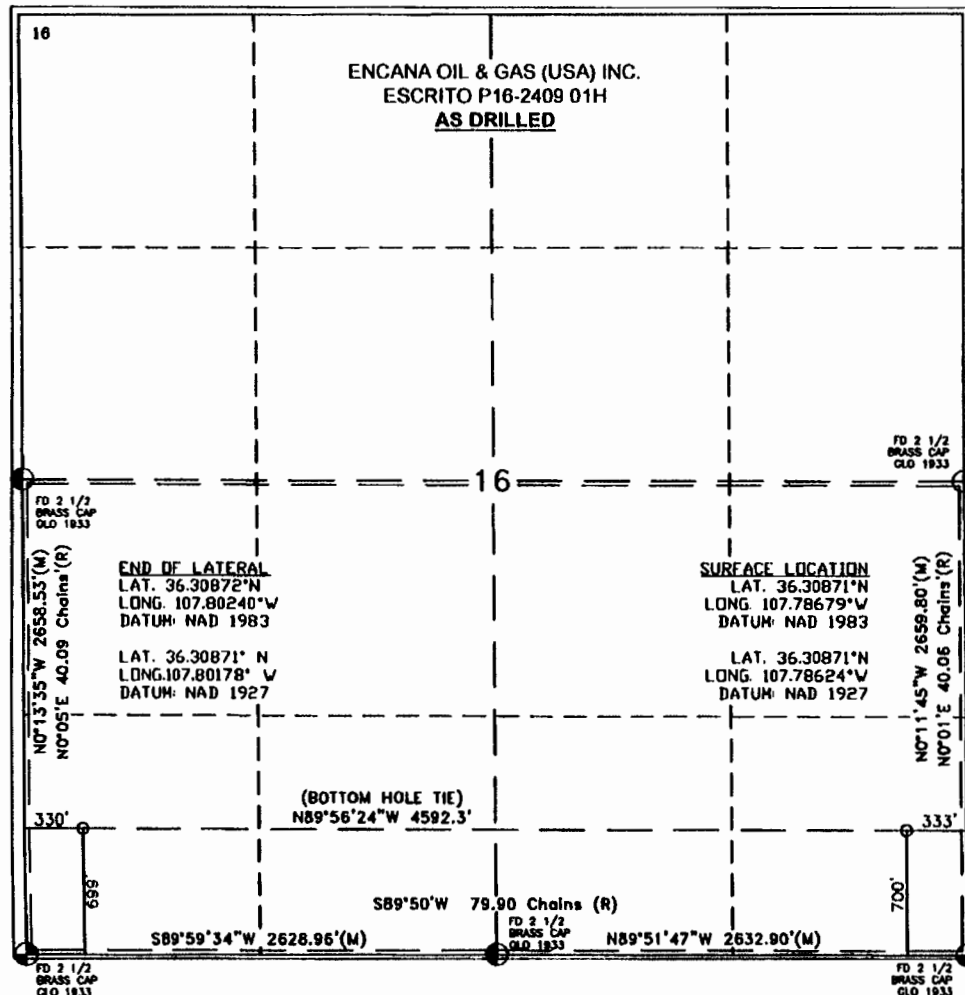 16
ENCANA OIL & GAS (USA) INC.
ESCRITO P16-2409 01H
AS DRILLED
FD 2 1/2
BRASS CAP
GLO 1933
16
FD 2 1/2
BRASS CAP
GLO 1933
N0°13'35"W 2658.53'(M)
N0°05'E 40.09 Chains'(R)
END OF LATERAL
LAT. 36.30872°N
LONG. 107.80240°W
DATUM: NAD 1983
LAT. 36.30871° N
LONG.107.80178° W
DATUM: NAD 1927
SURFACE LOCATION
LAT. 36.30871°N
LONG. 107.78679°W
DATUM: NAD 1983
LAT. 36.30871°N
LONG. 107.78624°W
DATUM: NAD 1927
N0°11'45"W 2659.80'(M)
N0°01'E 40.06 Chains'(R)
(BOTTOM HOLE TIE)
N89°56'24"W 4592.3'
330'
333'
699'
700'
S89°50'W 79.90 Chains (R)
FD 2 1/2
BRASS CAP
GLO 1933
S89°59'34"W 2628.96'(M)
N89°51'47"W 2632.90'(M)
FD 2 1/2
BRASS CAP
GLO 1933
FD 2 1/2
BRASS CAP
GLO 1933